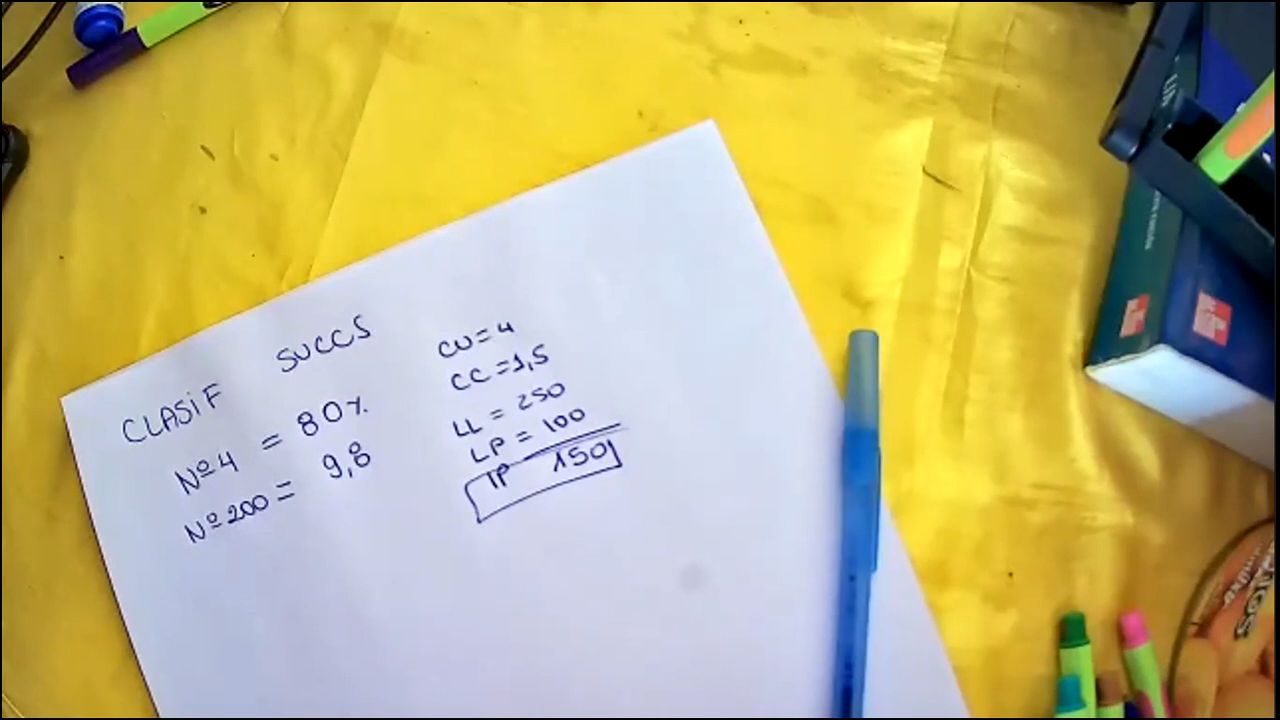 CLASIF SUCCS
Nº4 = 80%
Nº200 = 9,8
CU = 4
CC = 1,5
LL = 250
LP = 100
IP 150